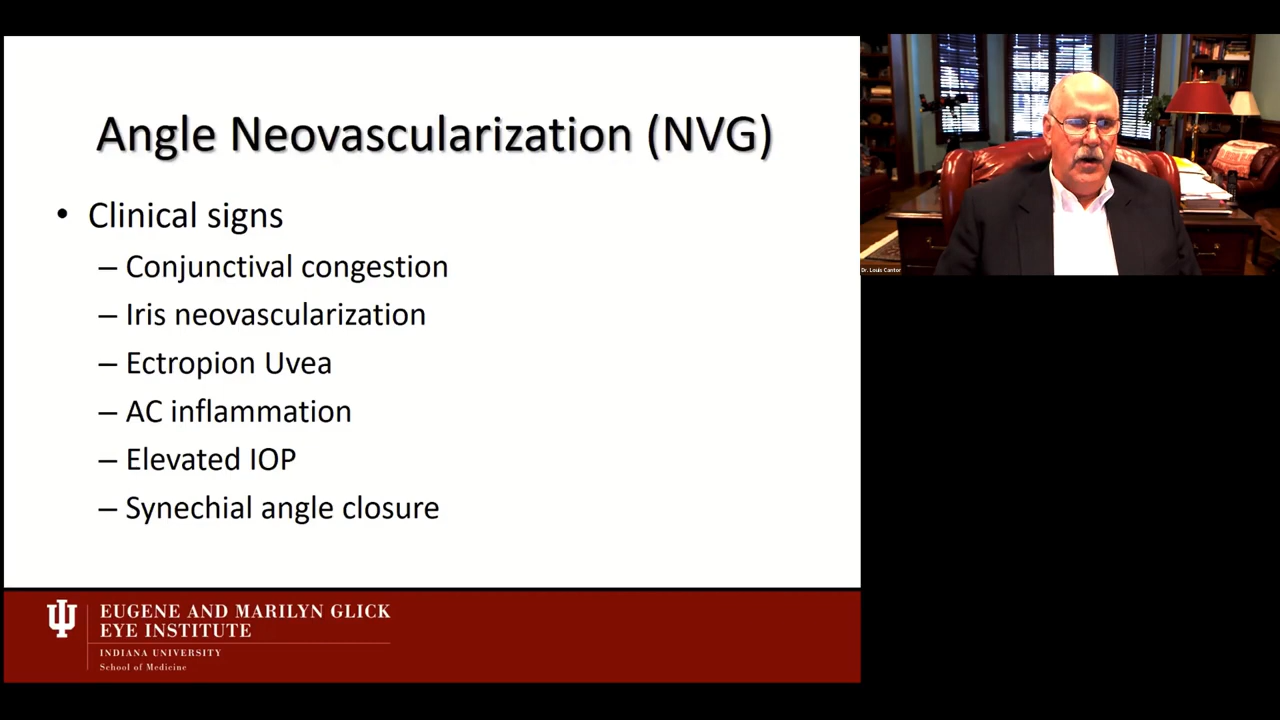 Angle Neovascularization (NVG)
• Clinical signs
– Conjunctival congestion
– Iris neovascularization
– Ectropion Uvea
– AC inflammation
– Elevated IOP
– Synechial angle closure
EUGENE AND MARILYN GLICK
EYE INSTITUTE
INDIANA UNIVERSITY
School of Medicine
Dr. Louis Cantor